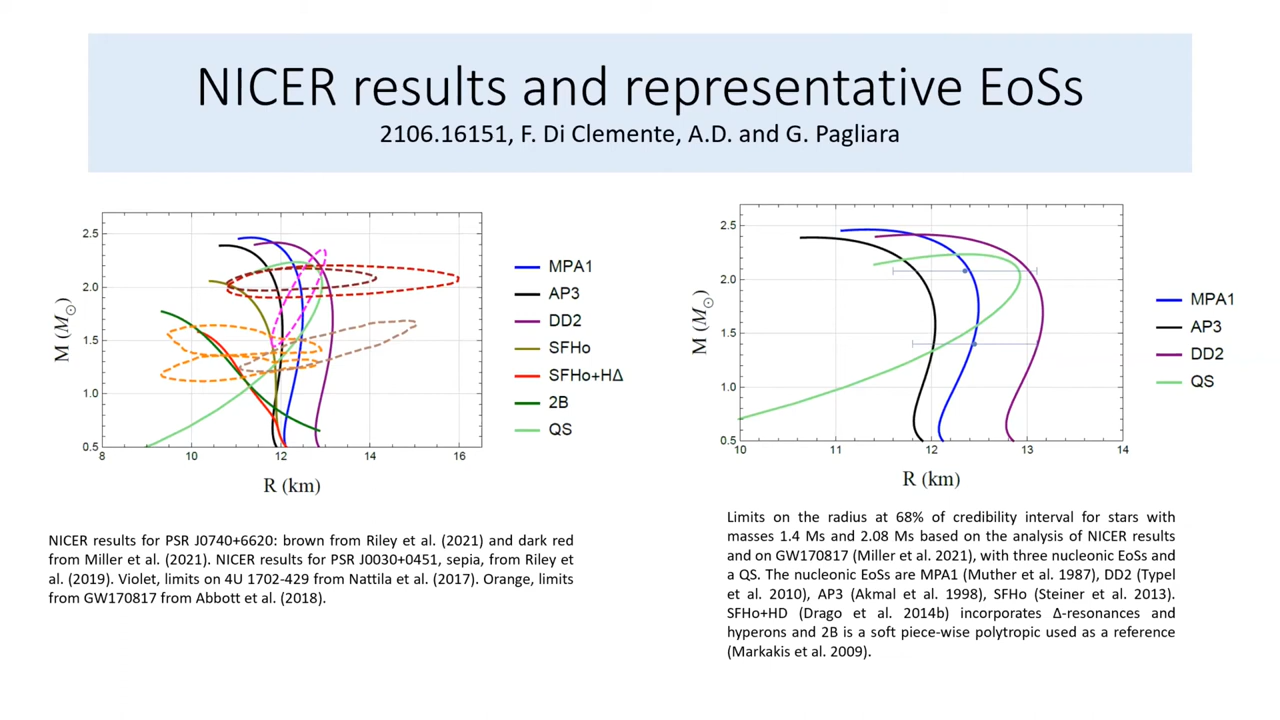 NICER results and representative EoSs
2106.16151, F. Di Clemente, A.D. and G. Pagliara
M (M⊙)
2.5
2.0
1.5
1.0
0.5
8 10 12 14 16
R (km)
MPA1
AP3
DD2
SFHo
SFHo+HΔ
2B
QS
NICER results for PSR J0740+6620: brown from Riley et al. (2021) and dark red
from Miller et al. (2021). NICER results for PSR J0030+0451, sepia, from Riley et
al. (2019). Violet, limits on 4U 1702-429 from Nattila et al. (2017). Orange, limits
from GW170817 from Abbott et al. (2018).
M (M⊙)
2.5
2.0
1.5
1.0
0.5
10 11 12 13 14
R (km)
MPA1
AP3
DD2
QS
Limits on the radius at 68% of credibility interval for stars with
masses 1.4 Ms and 2.08 Ms based on the analysis of NICER results
and on GW170817 (Miller et al. 2021), with three nucleonic EoSs and
a QS. The nucleonic EoSs are MPA1 (Muther et al. 1987), DD2 (Typel
et al. 2010), AP3 (Akmal et al. 1998), SFHo (Steiner et al. 2013).
SFHo+HD (Drago et al. 2014b) incorporates Δ-resonances and
hyperons and 2B is a soft piece-wise polytropic used as a reference
(Markakis et al. 2009).